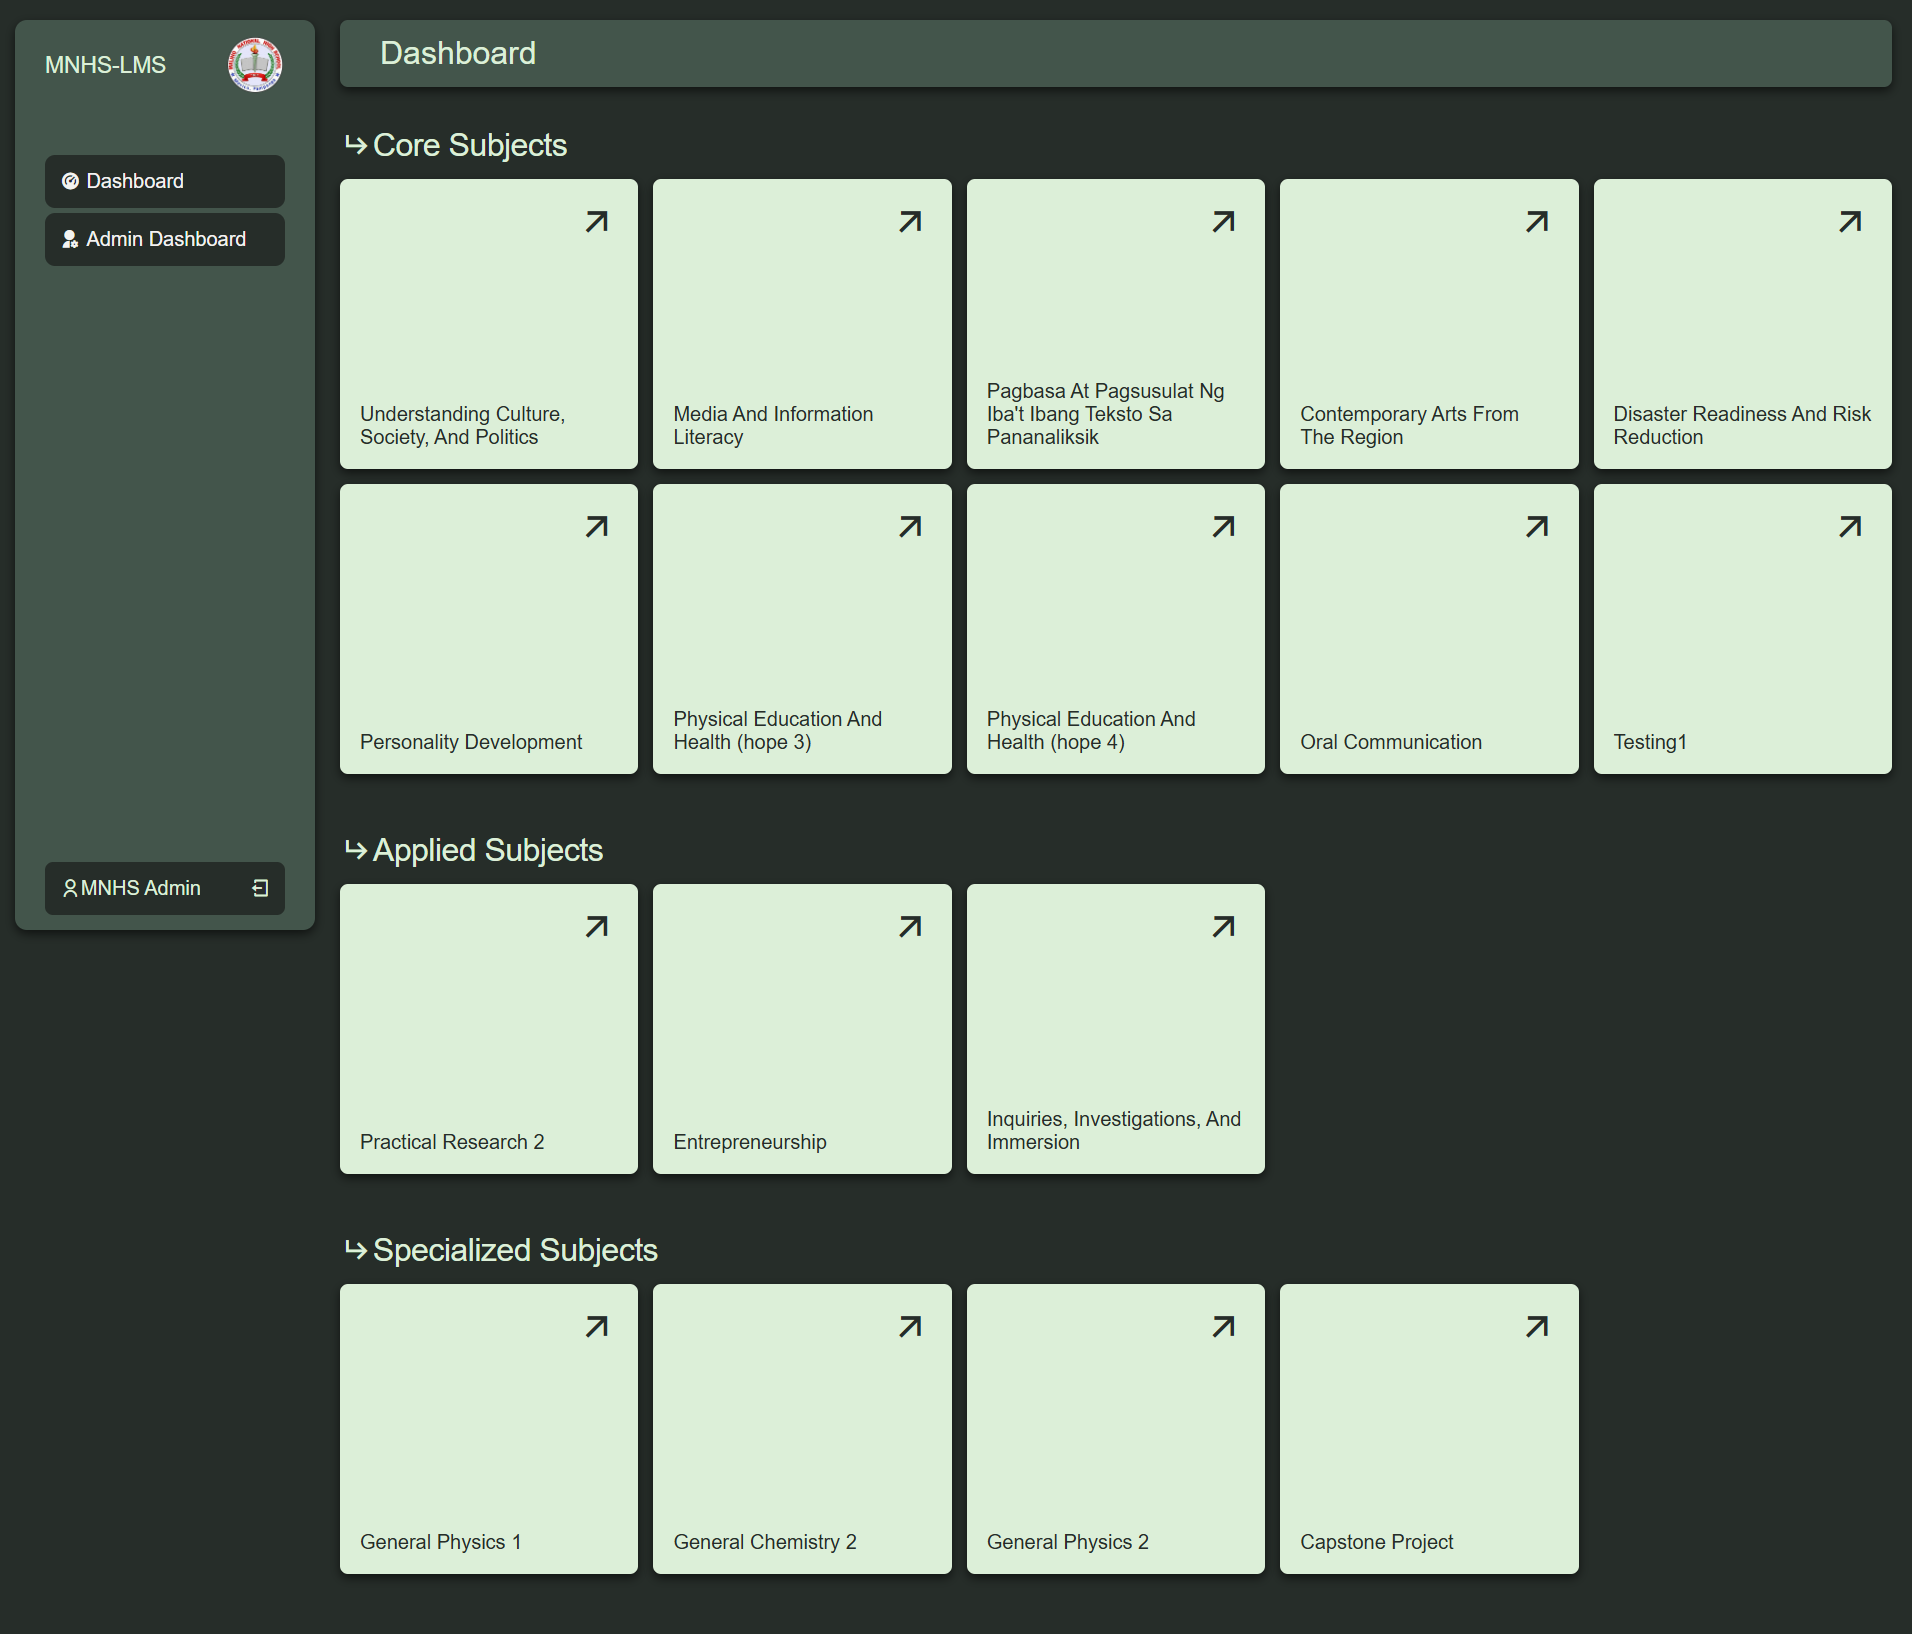 MNHS-LMS
Dashboard
Admin Dashboard
MNHS Admin
Dashboard
Core Subjects
Understanding Culture,
Society, And Politics
Media And Information
Literacy
Pagbasa At Pagsusulat Ng
Iba't Ibang Teksto Sa
Pananaliksik
Contemporary Arts From
The Region
Disaster Readiness And Risk
Reduction
Personality Development
Physical Education And
Health (hope 3)
Physical Education And
Health (hope 4)
Oral Communication
Testing1
Applied Subjects
Practical Research 2
Entrepreneurship
Inquiries, Investigations, And
Immersion
Specialized Subjects
General Physics 1
General Chemistry 2
General Physics 2
Capstone Project